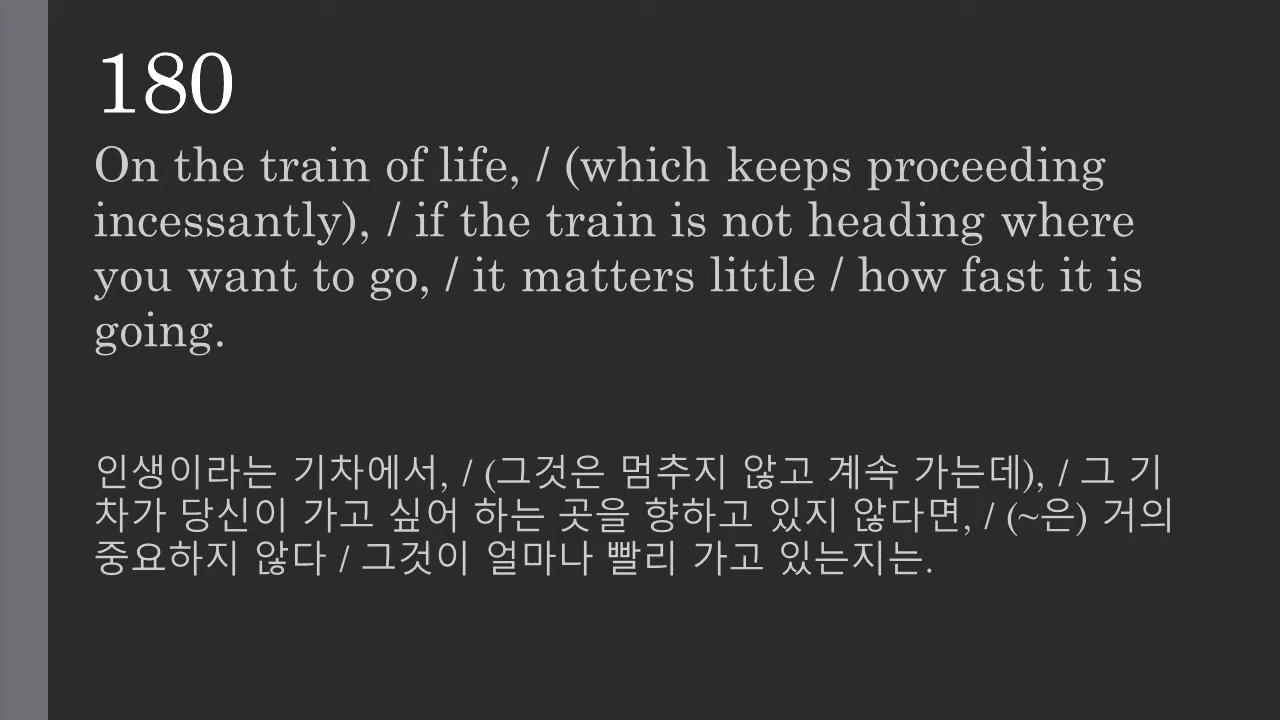 180
On the train of life, / (which keeps proceeding
incessantly), / if the train is not heading where
you want to go, / it matters little / how fast it is
going.
인생이라는 기차에서, / (그것은 멈추지 않고 계속 가는데), / 그 기
차가 당신이 가고 싶어 하는 곳을 향하고 있지 않다면, / (~은) 거의
중요하지 않다 / 그것이 얼마나 빨리 가고 있는지는.